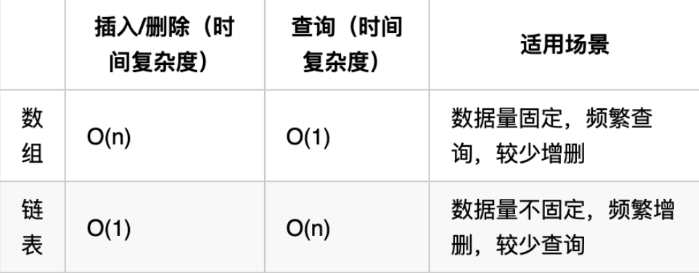 插入/删除（时
间复杂度）
查询（时间
复杂度）
适用场景
数
组
O(n)
O(1)
数据量固定，频繁查
询，较少增删
链
表
O(1)
O(n)
数据量不固定，频繁增
删，较少查询